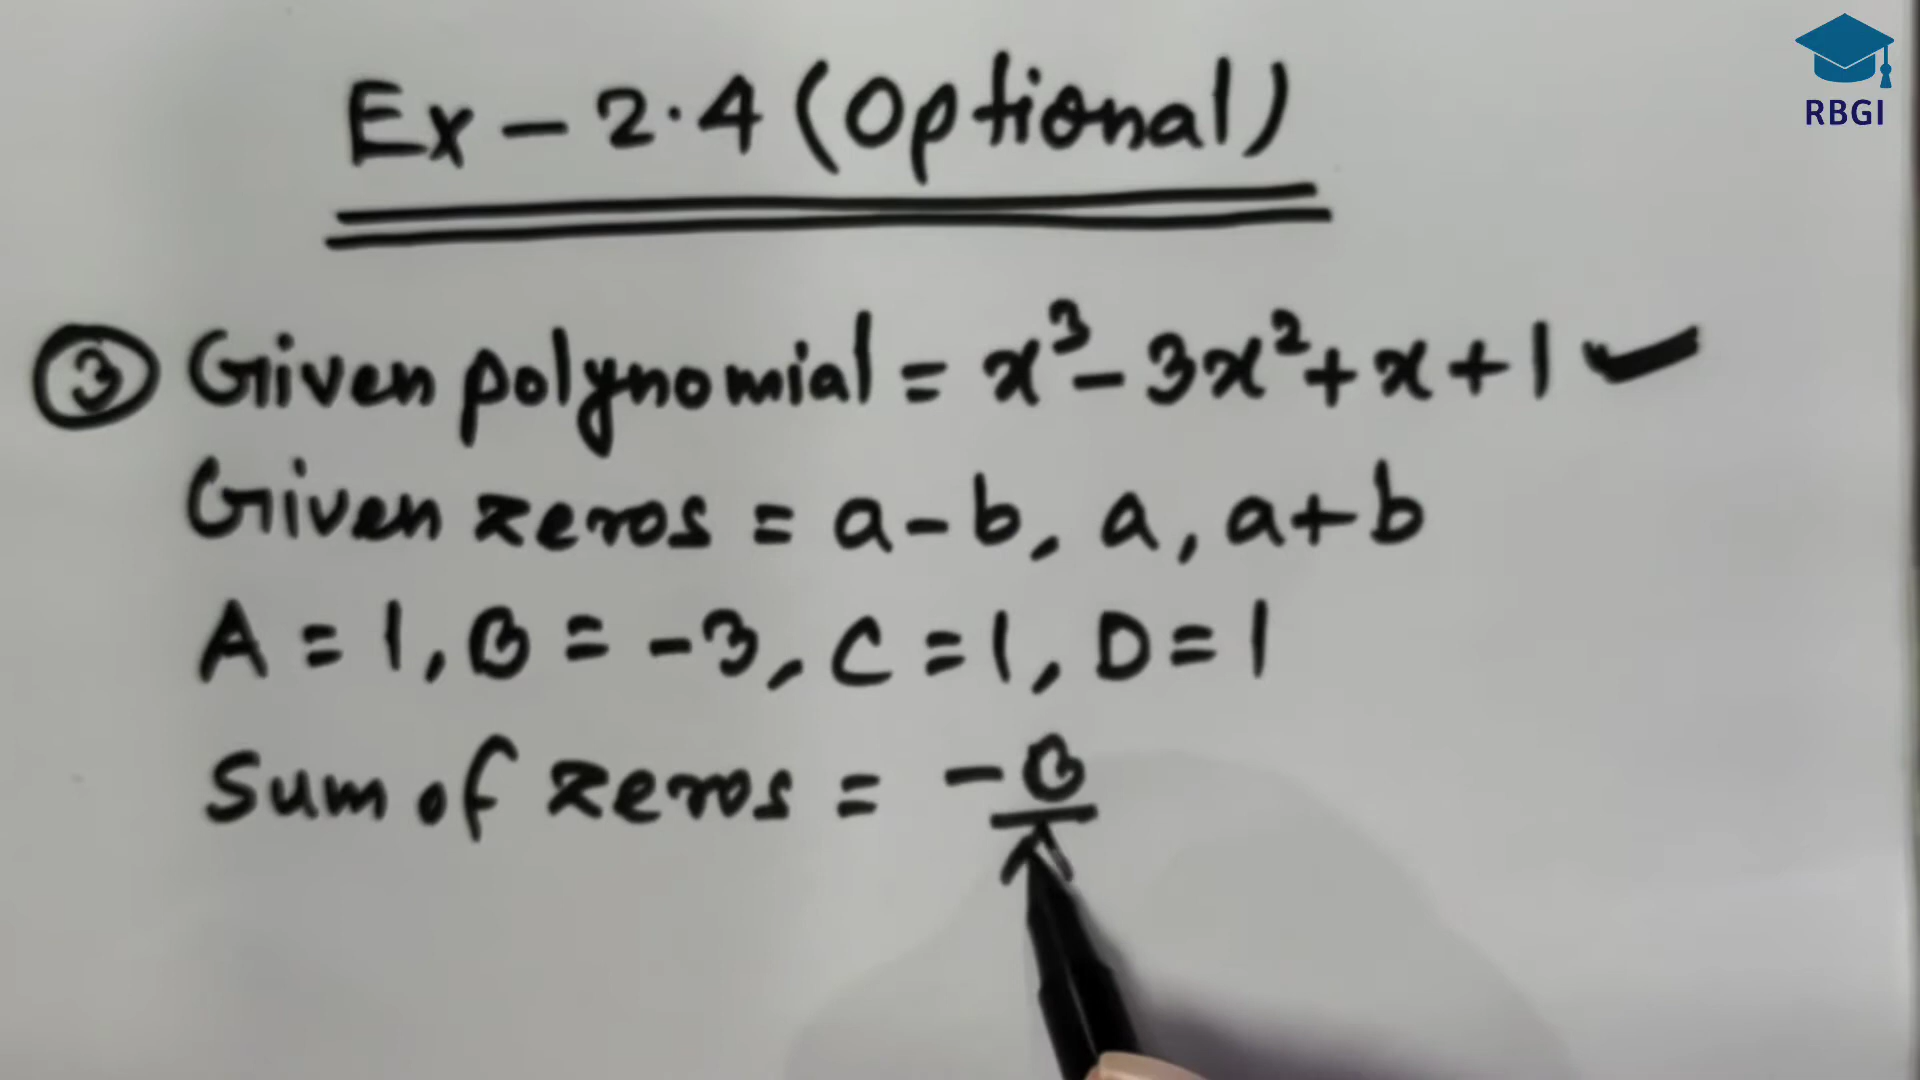 Ex - 2.4 (Optional)
RBGI
③ Given polynomial = x³ - 3x² + x + 1
Given zeros = a - b, a, a + b
A = 1, B = -3, C = 1, D = 1
Sum of zeros = -B/A